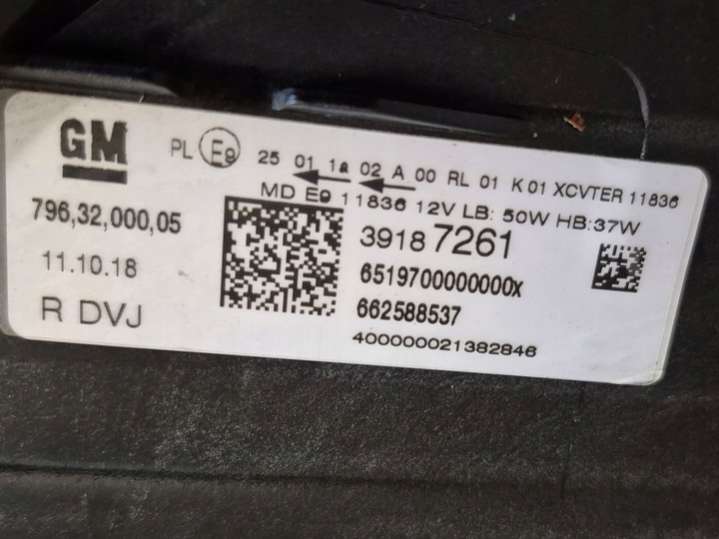 GM
PL E9 25 01 1a 02 A 00 RL 01 K 01 XCVTER 11836
MD E9 11836 12V LB: 50W HB:37W
796,32,000,05
39187261
11.10.18
6519700000000x
R DVJ
662588537
400000021382846